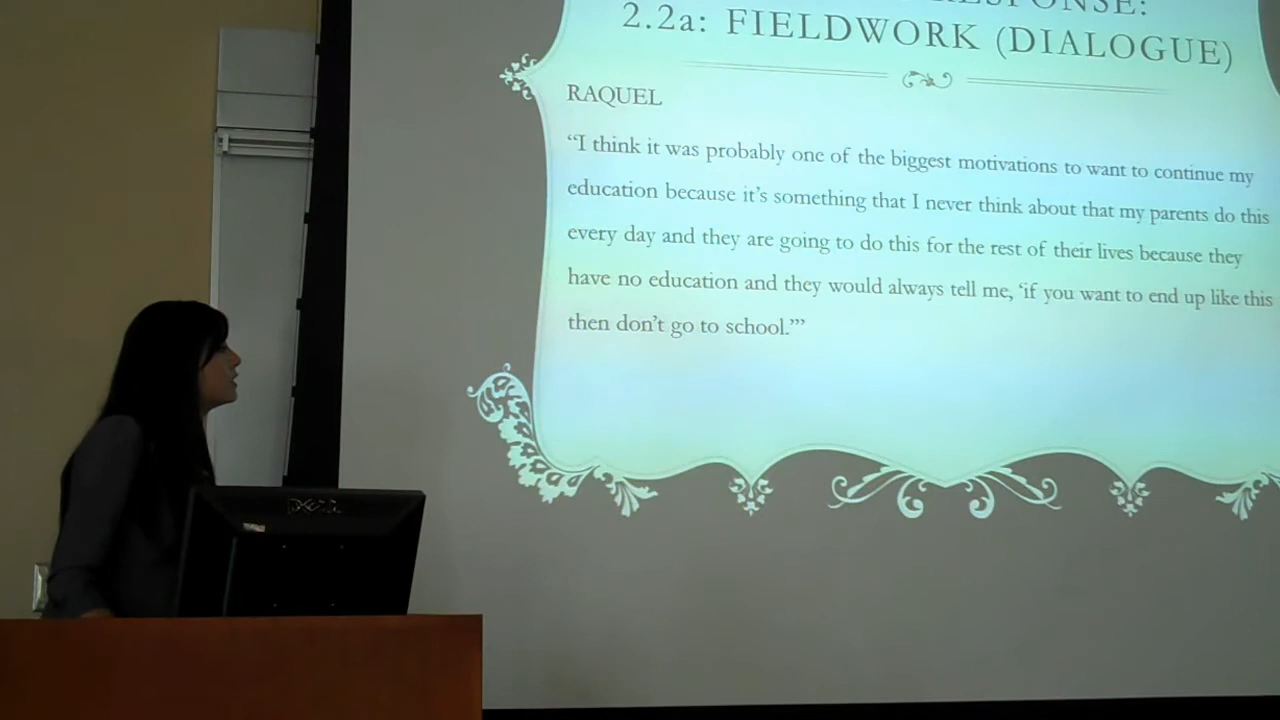 RESPONSE:
2.2a: FIELDWORK (DIALOGUE)
RAQUEL
“I think it was probably one of the biggest motivations to want to continue my
education because it’s something that I never think about that my parents do this
every day and they are going to do this for the rest of their lives because they
have no education and they would always tell me, ‘if you want to end up like this
then don’t go to school.’”
DELL